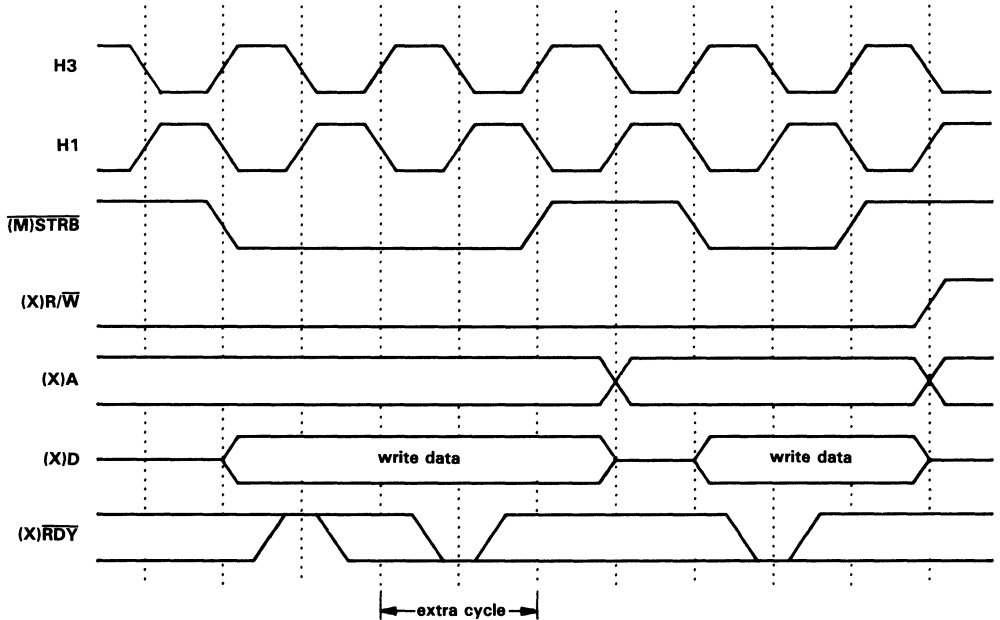 H3
H1
(M)STRB
(X)R/W
(X)A
(X)D
write data
write data
(X)RDY
extra cycle